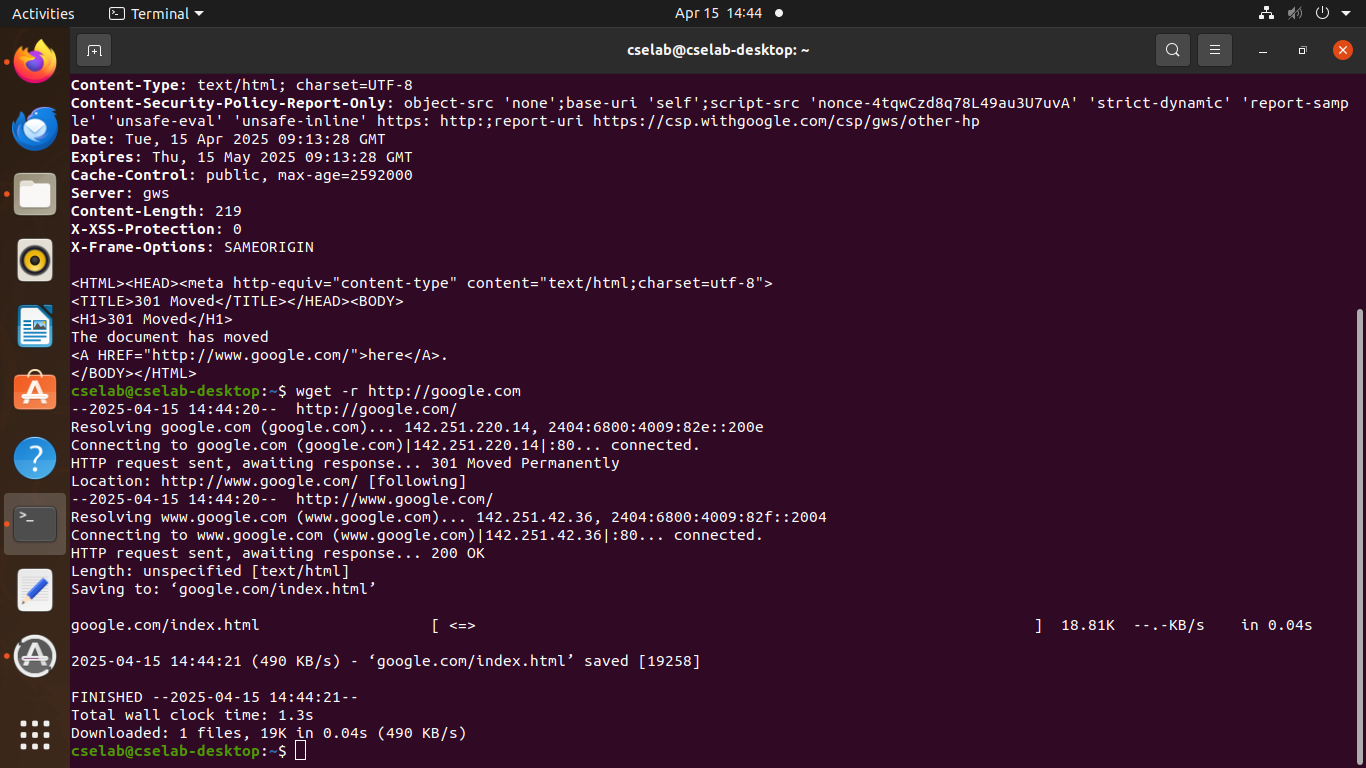 Activities Terminal Apr 15 14:44
cselab@cselab-desktop: ~
Content-Type: text/html; charset=UTF-8
Content-Security-Policy-Report-Only: object-src 'none';base-uri 'self';script-src 'nonce-4tqwCzd8q78L49au3U7uvA' 'strict-dynamic' 'report-samp
le' 'unsafe-eval' 'unsafe-inline' https: http:;report-uri https://csp.withgoogle.com/csp/gws/other-hp
Date: Tue, 15 Apr 2025 09:13:28 GMT
Expires: Thu, 15 May 2025 09:13:28 GMT
Cache-Control: public, max-age=2592000
Server: gws
Content-Length: 219
X-XSS-Protection: 0
X-Frame-Options: SAMEORIGIN
<HTML><HEAD><meta http-equiv="content-type" content="text/html;charset=utf-8">
<TITLE>301 Moved</TITLE></HEAD><BODY>
<H1>301 Moved</H1>
The document has moved
<A HREF="http://www.google.com/">here</A>.
</BODY></HTML>
cselab@cselab-desktop:~$ wget -r http://google.com
--2025-04-15 14:44:20--  http://google.com/
Resolving google.com (google.com)... 142.251.220.14, 2404:6800:4009:82e::200e
Connecting to google.com (google.com)|142.251.220.14|:80... connected.
HTTP request sent, awaiting response... 301 Moved Permanently
Location: http://www.google.com/ [following]
--2025-04-15 14:44:20--  http://www.google.com/
Resolving www.google.com (www.google.com)... 142.251.42.36, 2404:6800:4009:82f::2004
Connecting to www.google.com (www.google.com)|142.251.42.36|:80... connected.
HTTP request sent, awaiting response... 200 OK
Length: unspecified [text/html]
Saving to: ‘google.com/index.html’
google.com/index.html [ <=> ] 18.81K --.-KB/s in 0.04s
2025-04-15 14:44:21 (490 KB/s) - ‘google.com/index.html’ saved [19258]
FINISHED --2025-04-15 14:44:21--
Total wall clock time: 1.3s
Downloaded: 1 files, 19K in 0.04s (490 KB/s)
cselab@cselab-desktop:~$